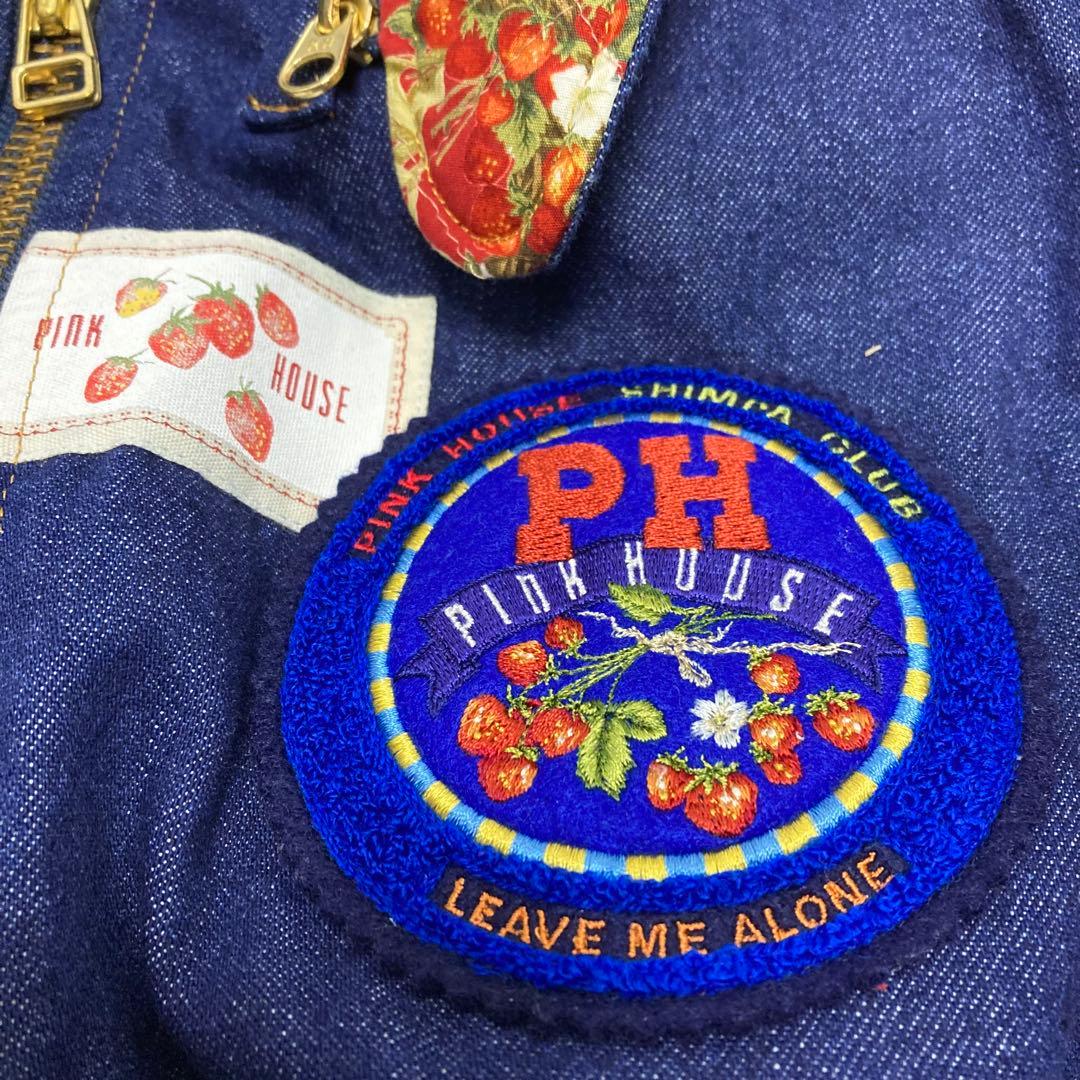 PINK HOUSE
PINK HOUSE SHIMPA CLUB
PH
PINK HOUSE
LEAVE ME ALONE